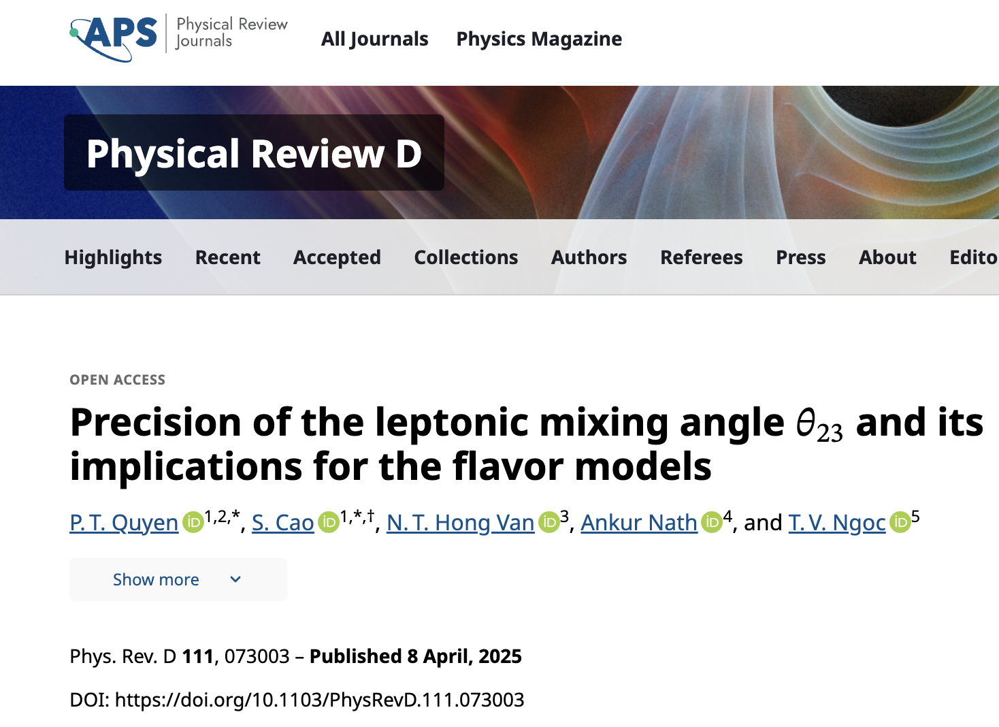 APS
Physical Review
Journals
All Journals Physics Magazine
Physical Review D
Highlights Recent Accepted Collections Authors Referees Press About Edito
OPEN ACCESS
Precision of the leptonic mixing angle θ₂₃ and its
implications for the flavor models
P. T. Quyen iD 1,2,*, S. Cao iD 1,*,†, N. T. Hong Van iD 3, Ankur Nath iD 4, and T. V. Ngoc iD 5
Show more
Phys. Rev. D 111, 073003 – Published 8 April, 2025
DOI: https://doi.org/10.1103/PhysRevD.111.073003